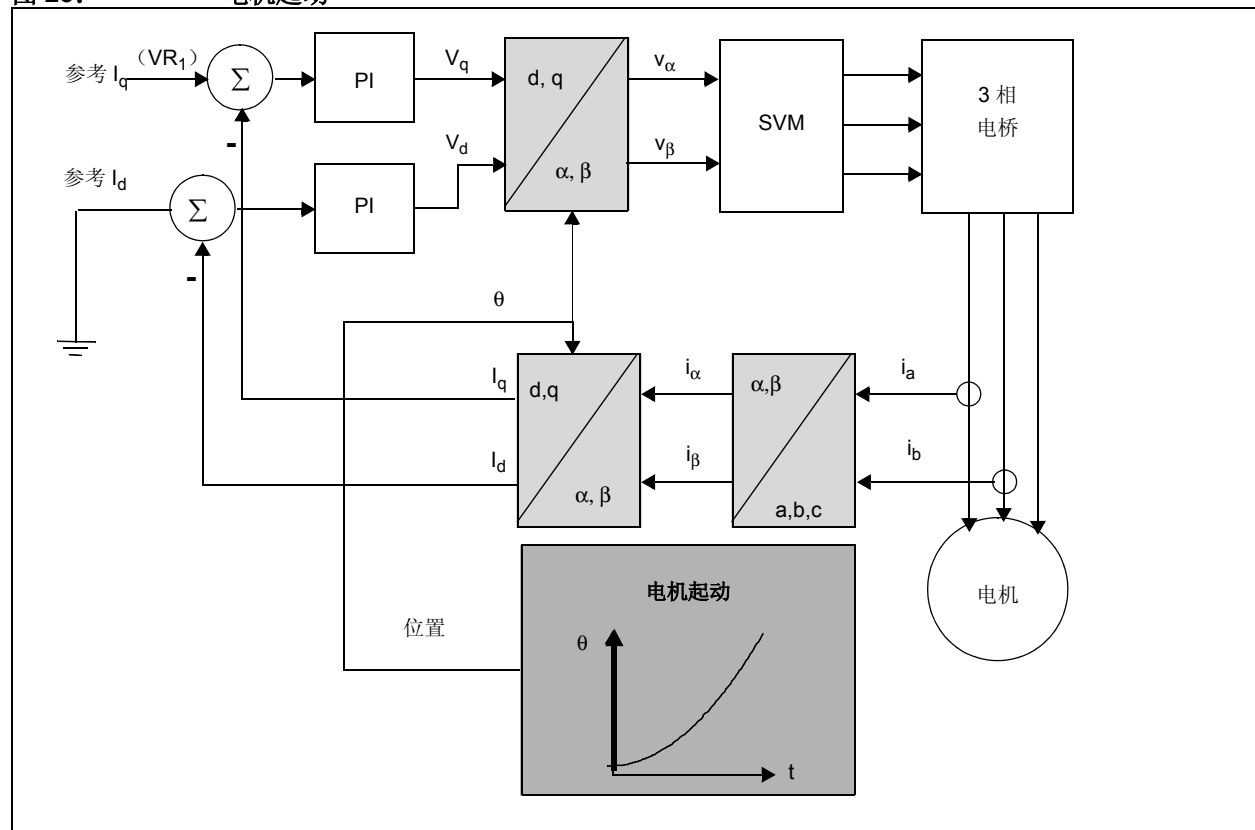 参考 Iq (VR1)
Σ
PI
Vq
d, q
α, β
vα
SVM
3 相
电桥
-
Vd
vβ
参考 Id
Σ
PI
-
θ
Iq
d,q
iα
α,β
ia
Id
α, β
iβ
a,b,c
ib
电机起动
位置
θ
t
电机